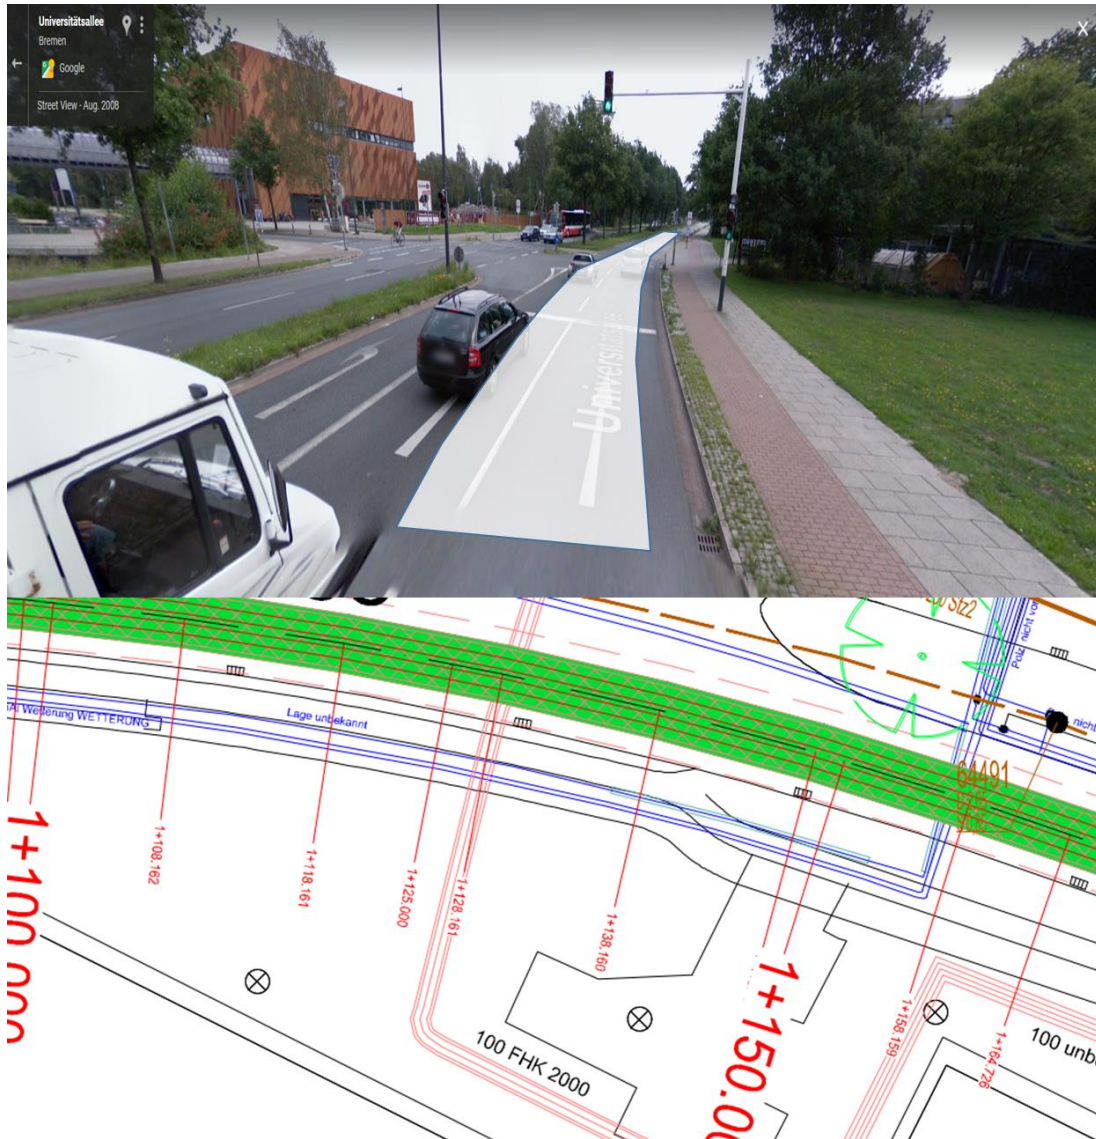 Universitätsallee
Bremen
Google
Street View - Aug. 2008
Universitätsallee
Wetterung WETTERUNG
Lage unbekannt
nicht
64491
1+100.000
1+108.162
1+118.161
1+125.000
1+128.161
1+138.160
1+150.00
1+158.159
1+164.726
100 FHK 2000
100 unb